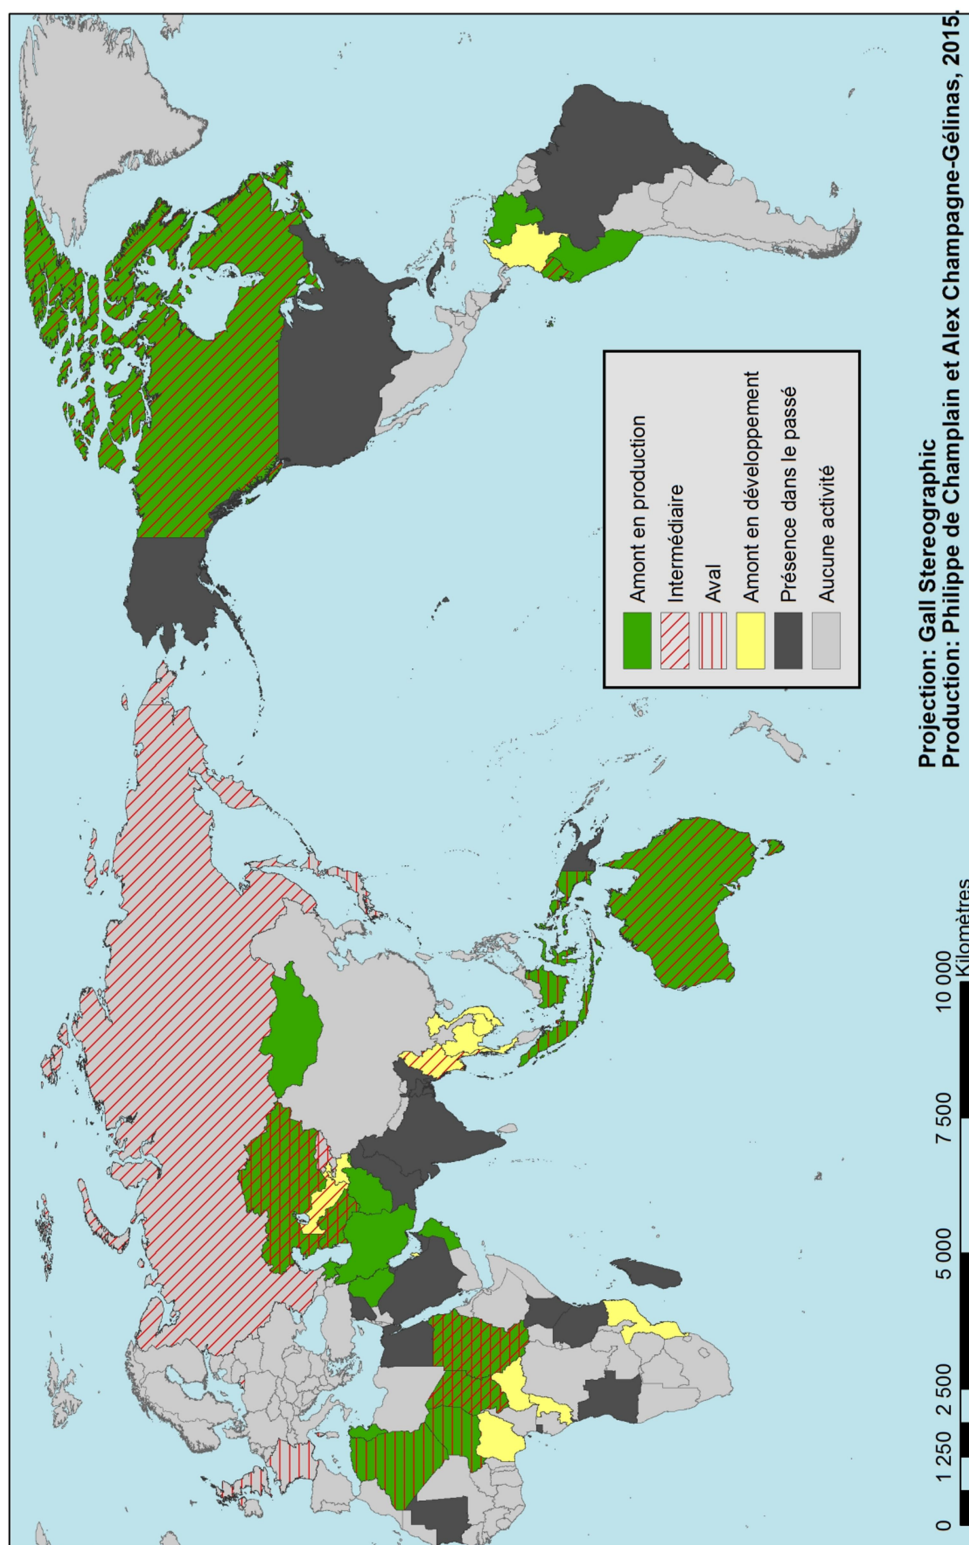 Amont en production
Intermédiaire
Aval
Amont en développement
Présence dans le passé
Aucune activité
Projection: Gall Stereographic
Production: Philippe de Champlain et Alex Champagne-Gélinas, 2015.
0 1 250 2 500 5 000 7 500 10 000
Kilomètres